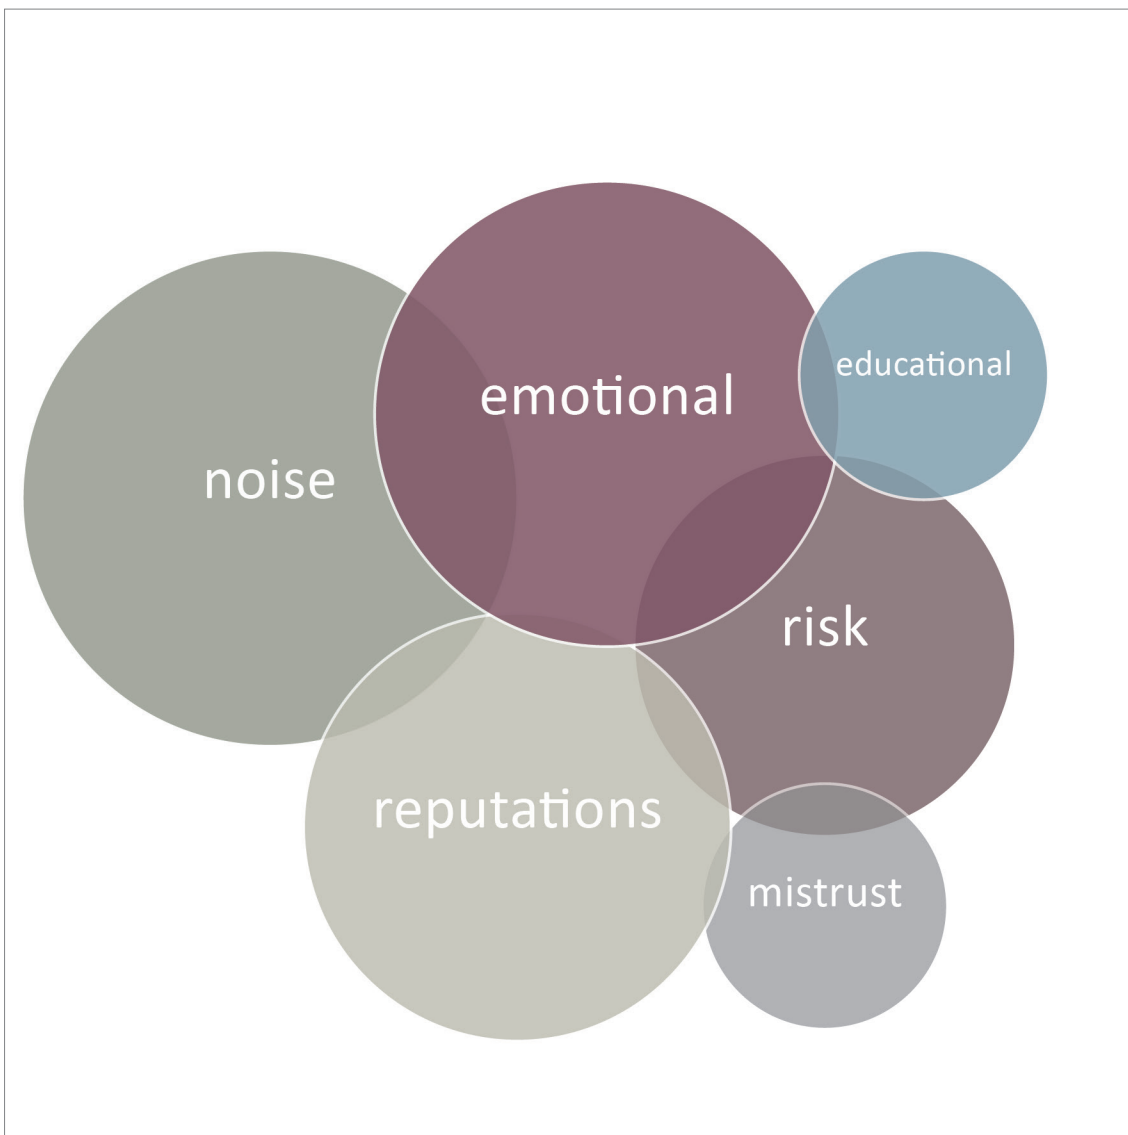 emotional
educational
noise
risk
reputations
mistrust